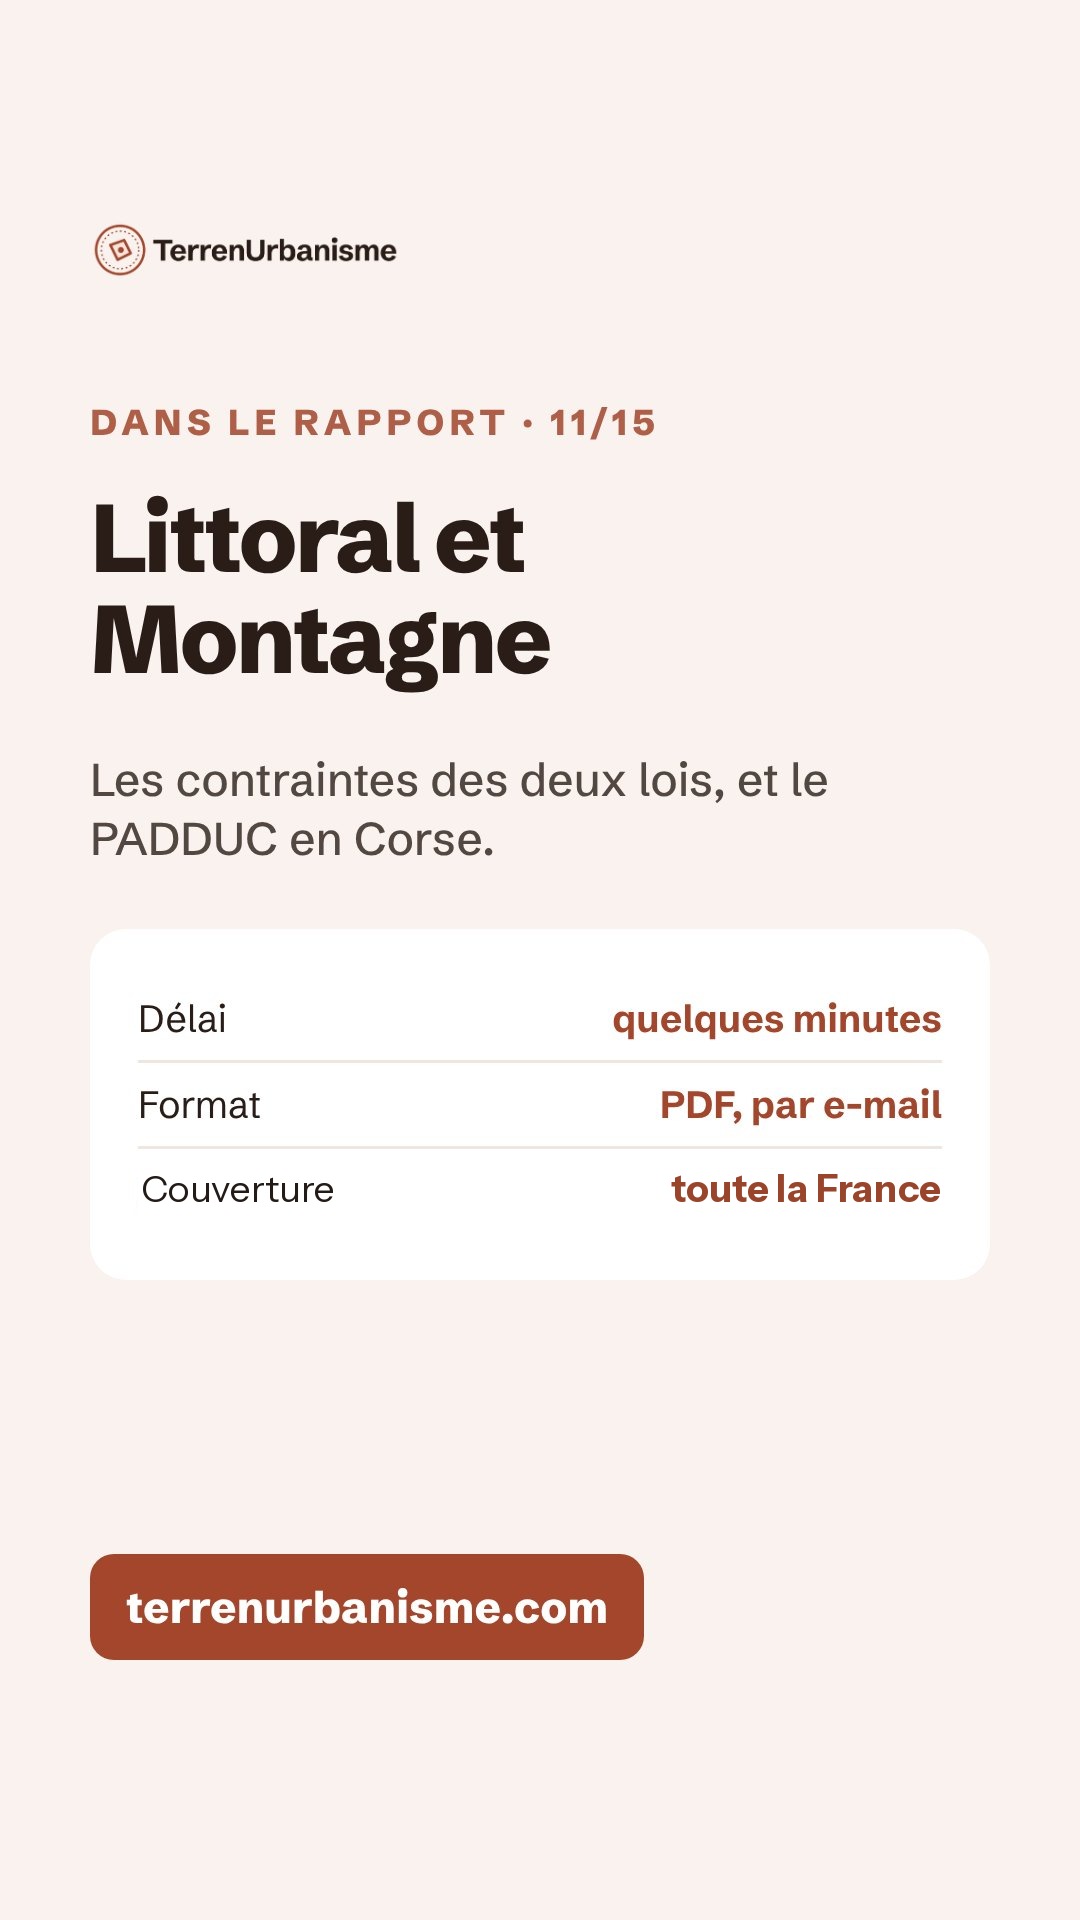 TerrenUrbanisme
DANS LE RAPPORT · 11/15
Littoral et
Montagne
Les contraintes des deux lois, et le
PADDUC en Corse.
Délai quelques minutes
Format PDF, par e-mail
Couverture toute la France
terrenurbanisme.com